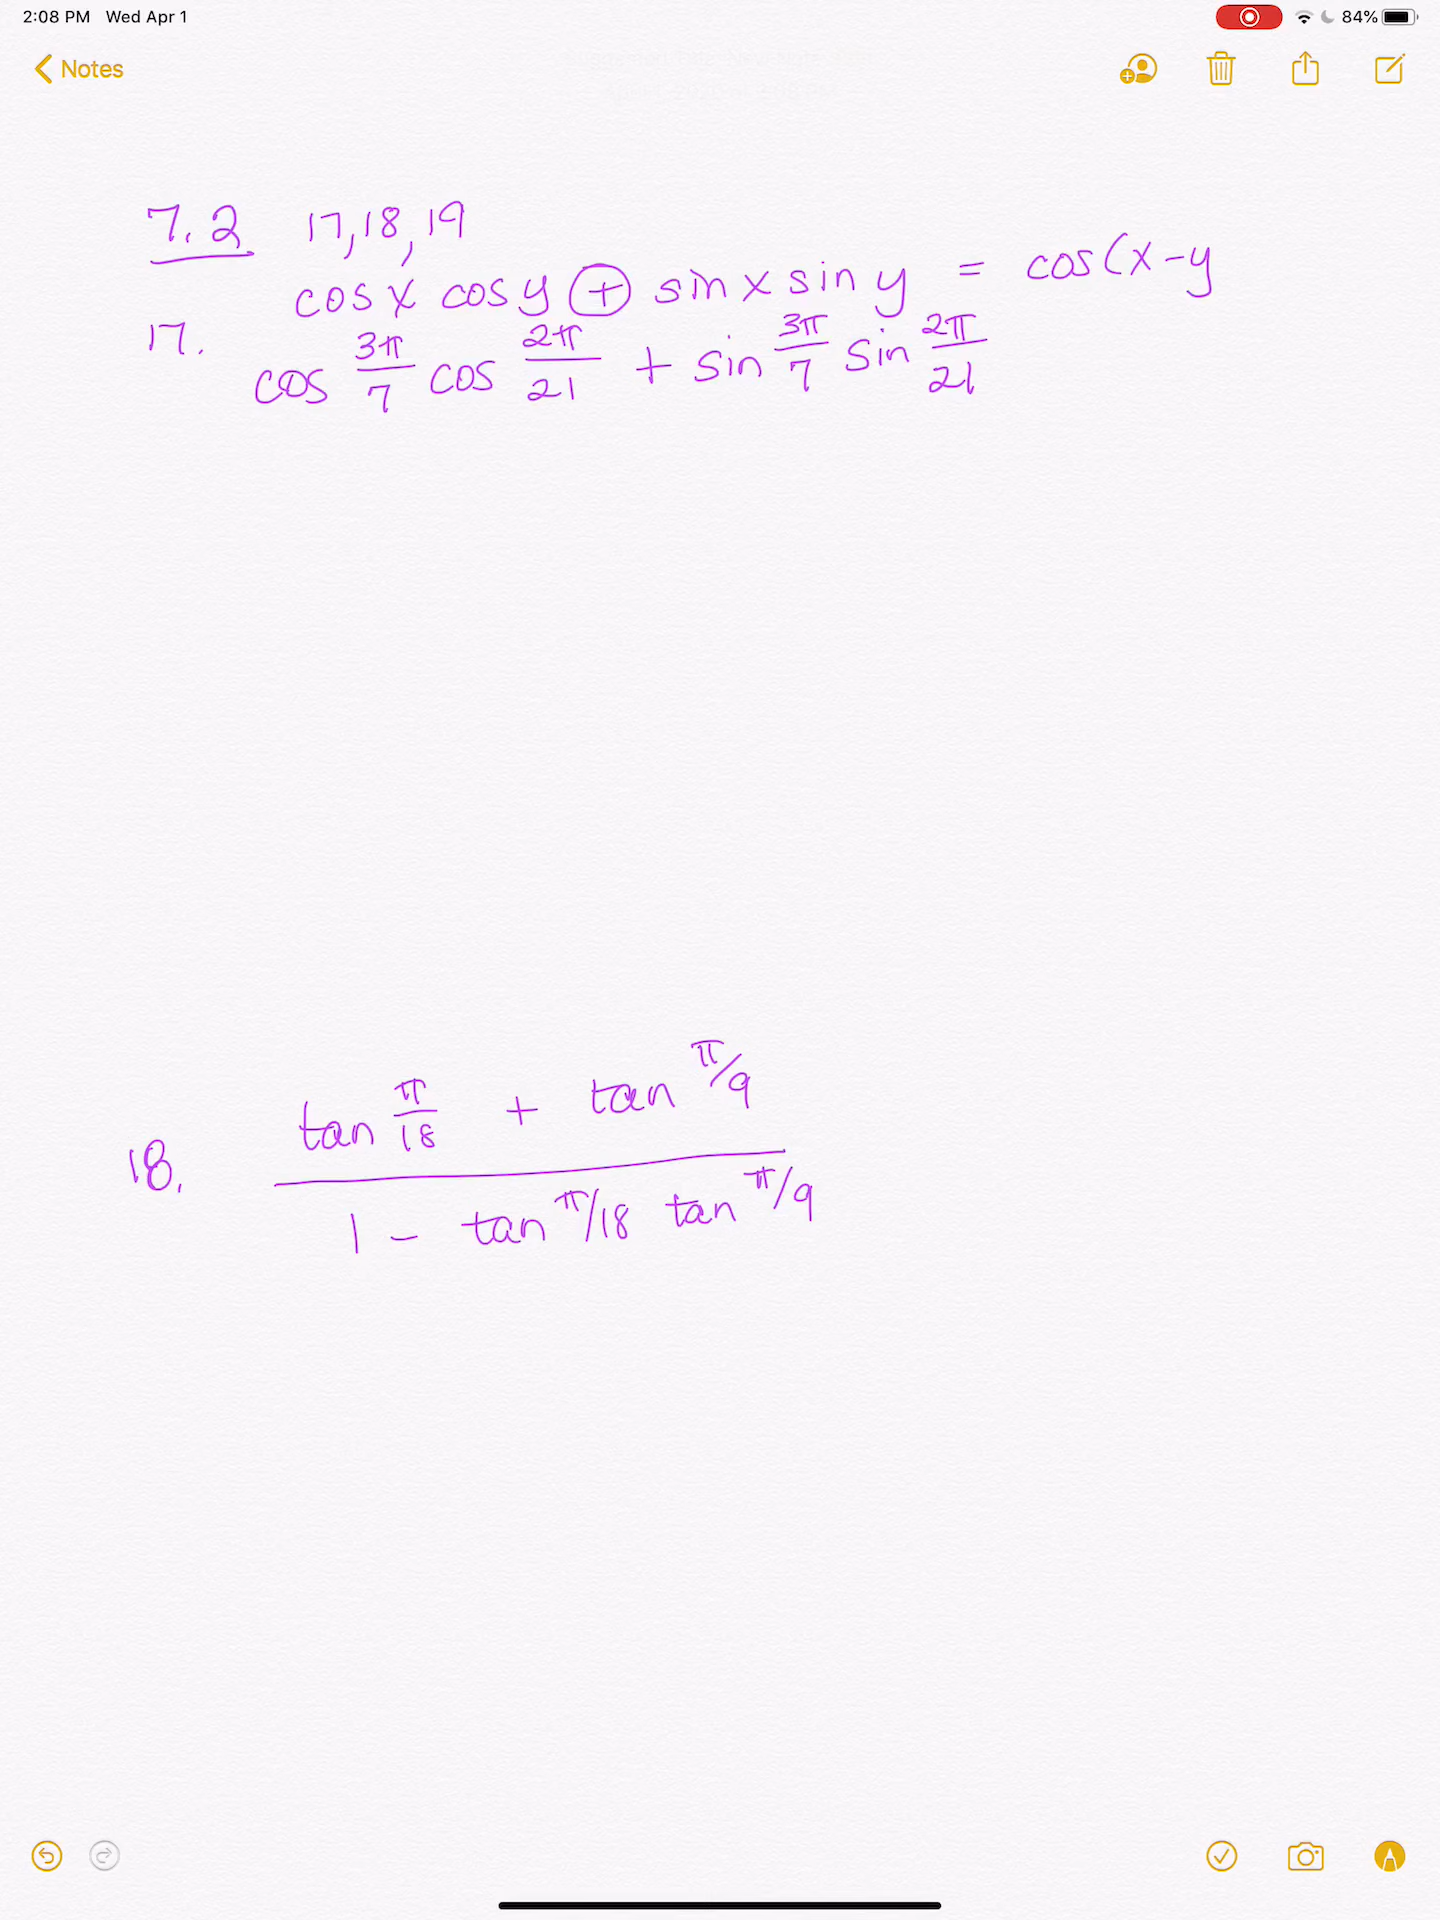 2:08 PM Wed Apr 1 84%
Notes
7.2 17, 18, 19
cos x cos y + sin x sin y = cos(x-y
17. cos 3π/7 cos 2π/21 + sin 3π/7 sin 2π/21
18. tan π/18 + tan π/9
1 - tan π/18 tan π/9